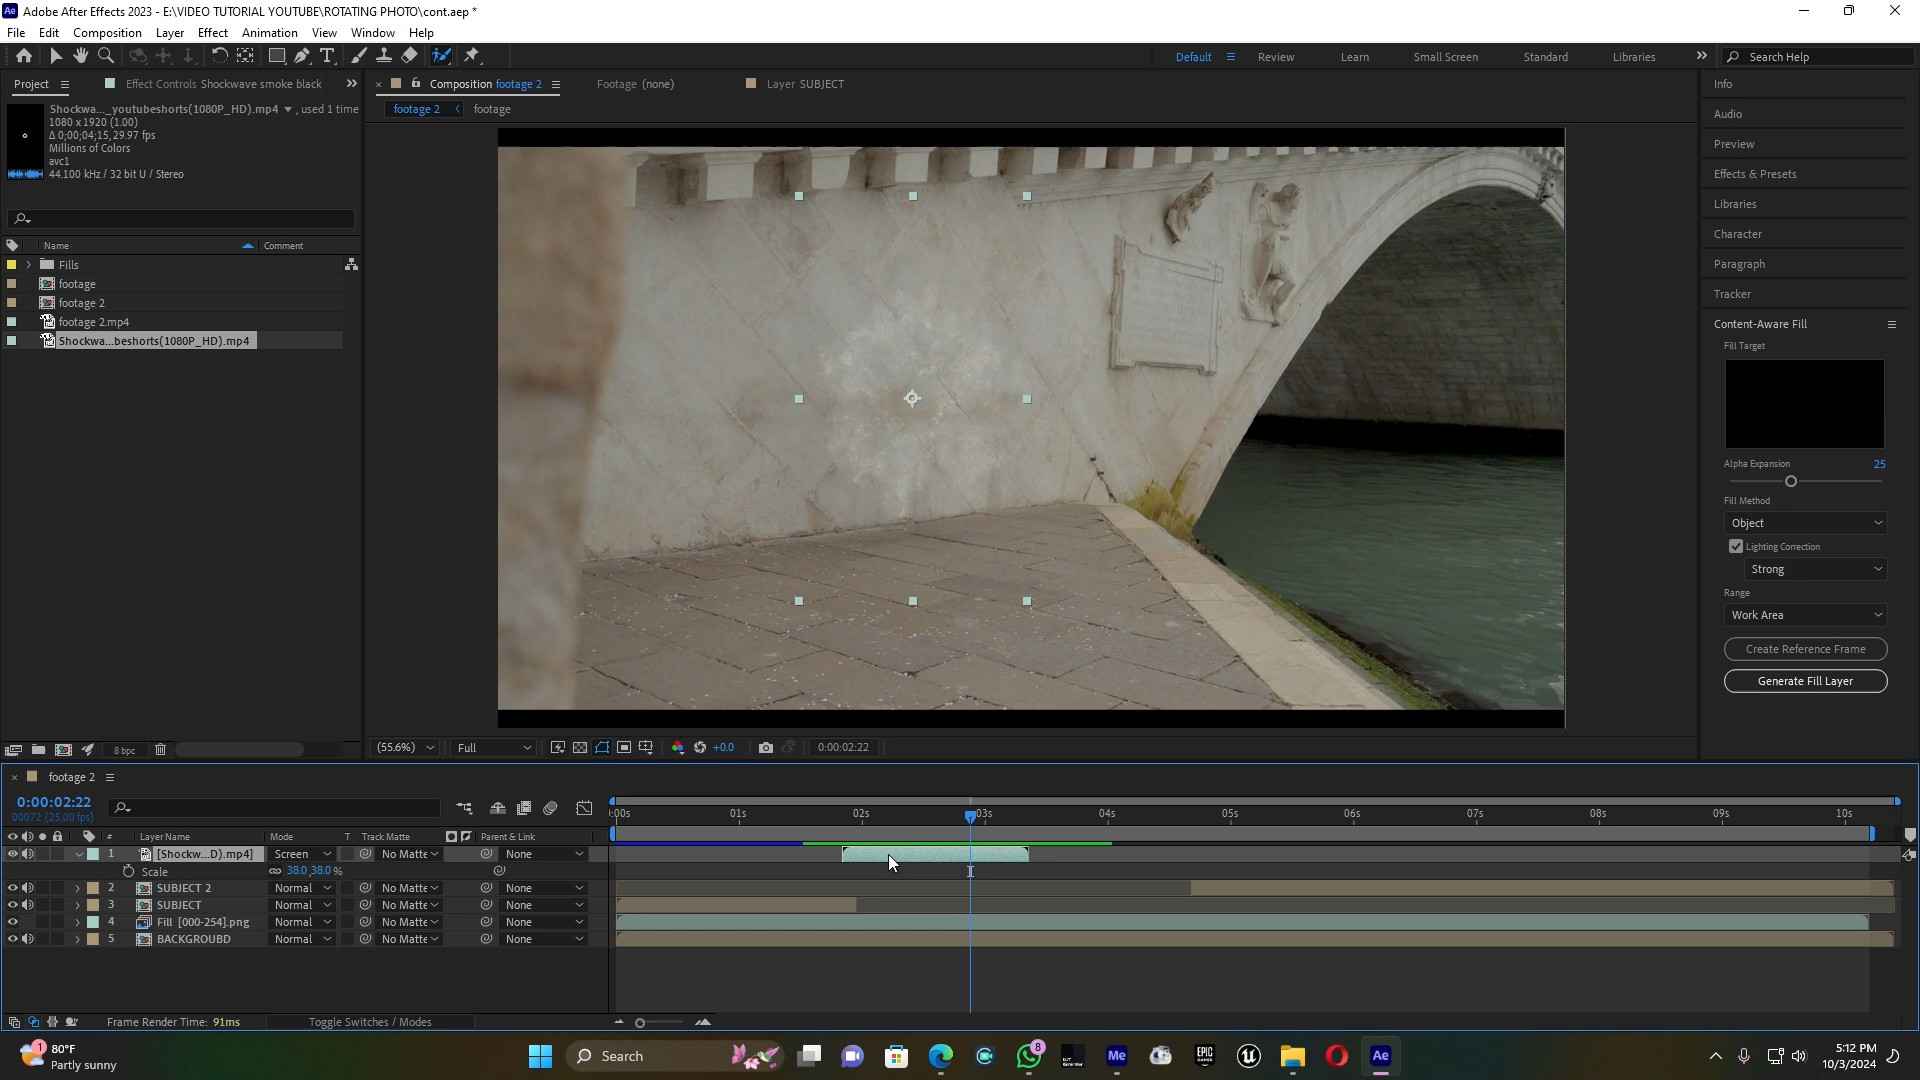 Adobe After Effects 2023 - E:\VIDEO TUTORIAL YOUTUBE\ROTATING PHOTO\cont.aep *
File Edit Composition Layer Effect Animation View Window Help
Default Review Learn Small Screen Standard Libraries Search Help
Project Effect Controls Shockwave smoke black
Composition footage 2 Footage (none) Layer SUBJECT
footage 2 footage
Shockwa..._youtubeshorts(1080P_HD).mp4 , used 1 time
1080 x 1920 (1.00)
Δ 0;00;04;15, 29.97 fps
Millions of Colors
avc1
44.100 kHz / 32 bit U / Stereo
Name Comment
Fills
footage
footage 2
footage 2.mp4
Shockwa...beshorts(1080P_HD).mp4
8 bpc
(55.6%) Full +0.0 0:00:02:22
Info
Audio
Preview
Effects & Presets
Libraries
Character
Paragraph
Tracker
Content-Aware Fill
Fill Target
Alpha Expansion 25
Fill Method
Object
Lighting Correction
Strong
Range
Work Area
Create Reference Frame
Generate Fill Layer
footage 2
0:00:02:22
00072 (25.00 fps)
:00s 01s 02s 03s 04s 05s 06s 07s 08s 09s 10s
# Layer Name Mode T Track Matte Parent & Link
1 [Shockw...D).mp4] Screen No Matte None
Scale 38.0,38.0 %
2 SUBJECT 2 Normal No Matte None
3 SUBJECT Normal No Matte None
4 Fill [000-254].png Normal No Matte None
5 BACKGROUBD Normal No Matte None
Frame Render Time: 91ms Toggle Switches / Modes
1 80°F
Partly sunny
Search
8
Me
EPIC GAMES
Ae
5:12 PM
10/3/2024